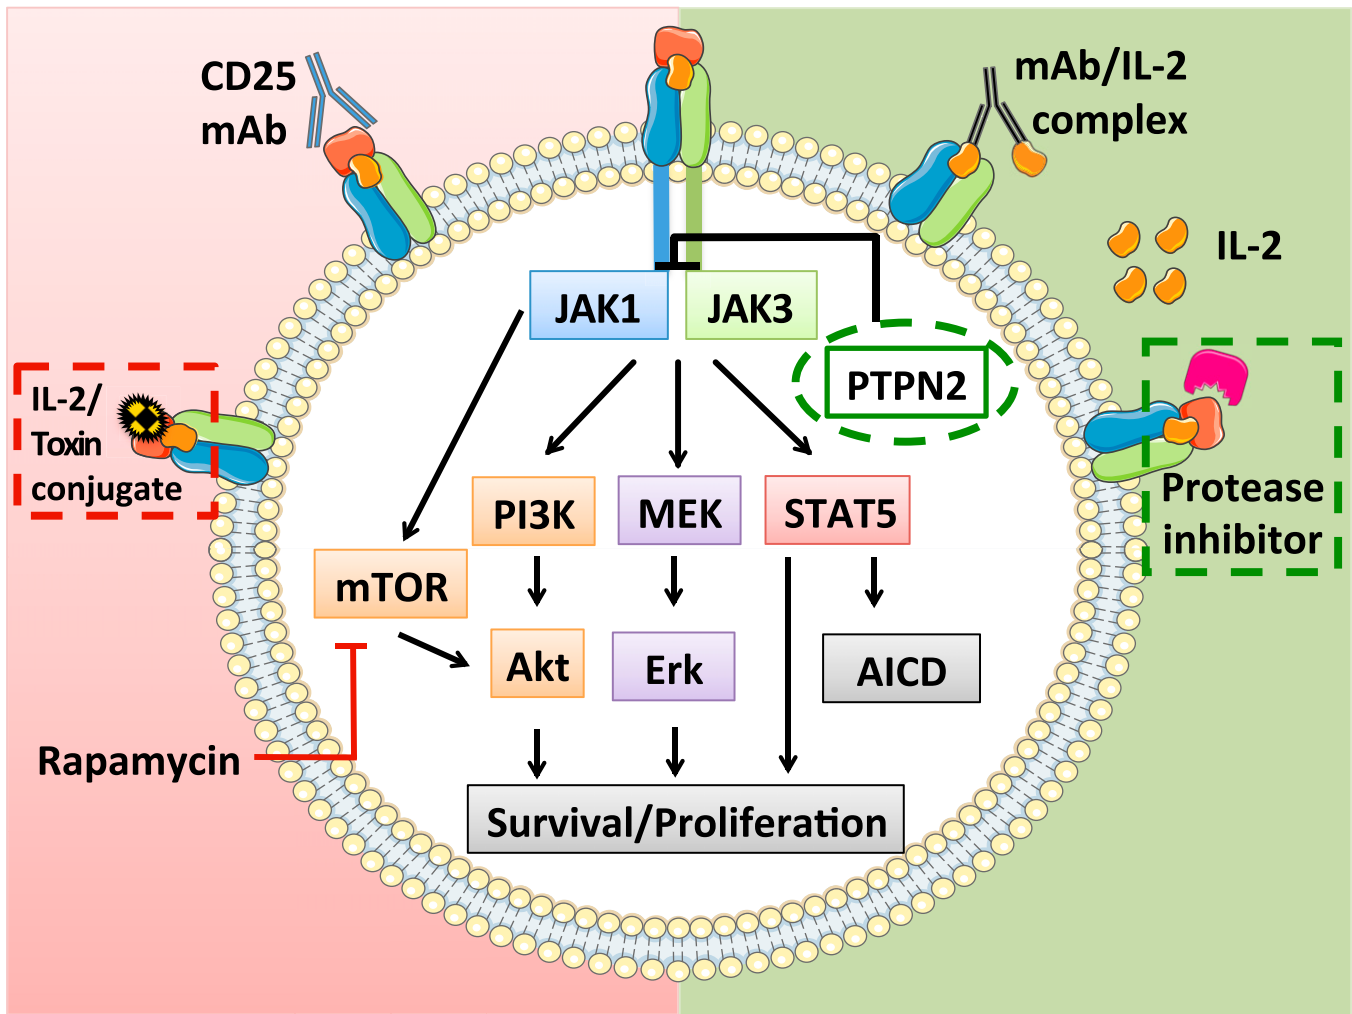 CD25
mAb
mAb/IL-2
complex
IL-2
JAK1
JAK3
PTPN2
IL-2/
Toxin
conjugate
Protease
inhibitor
PI3K
MEK
STAT5
mTOR
Akt
Erk
AICD
Rapamycin
Survival/Proliferation